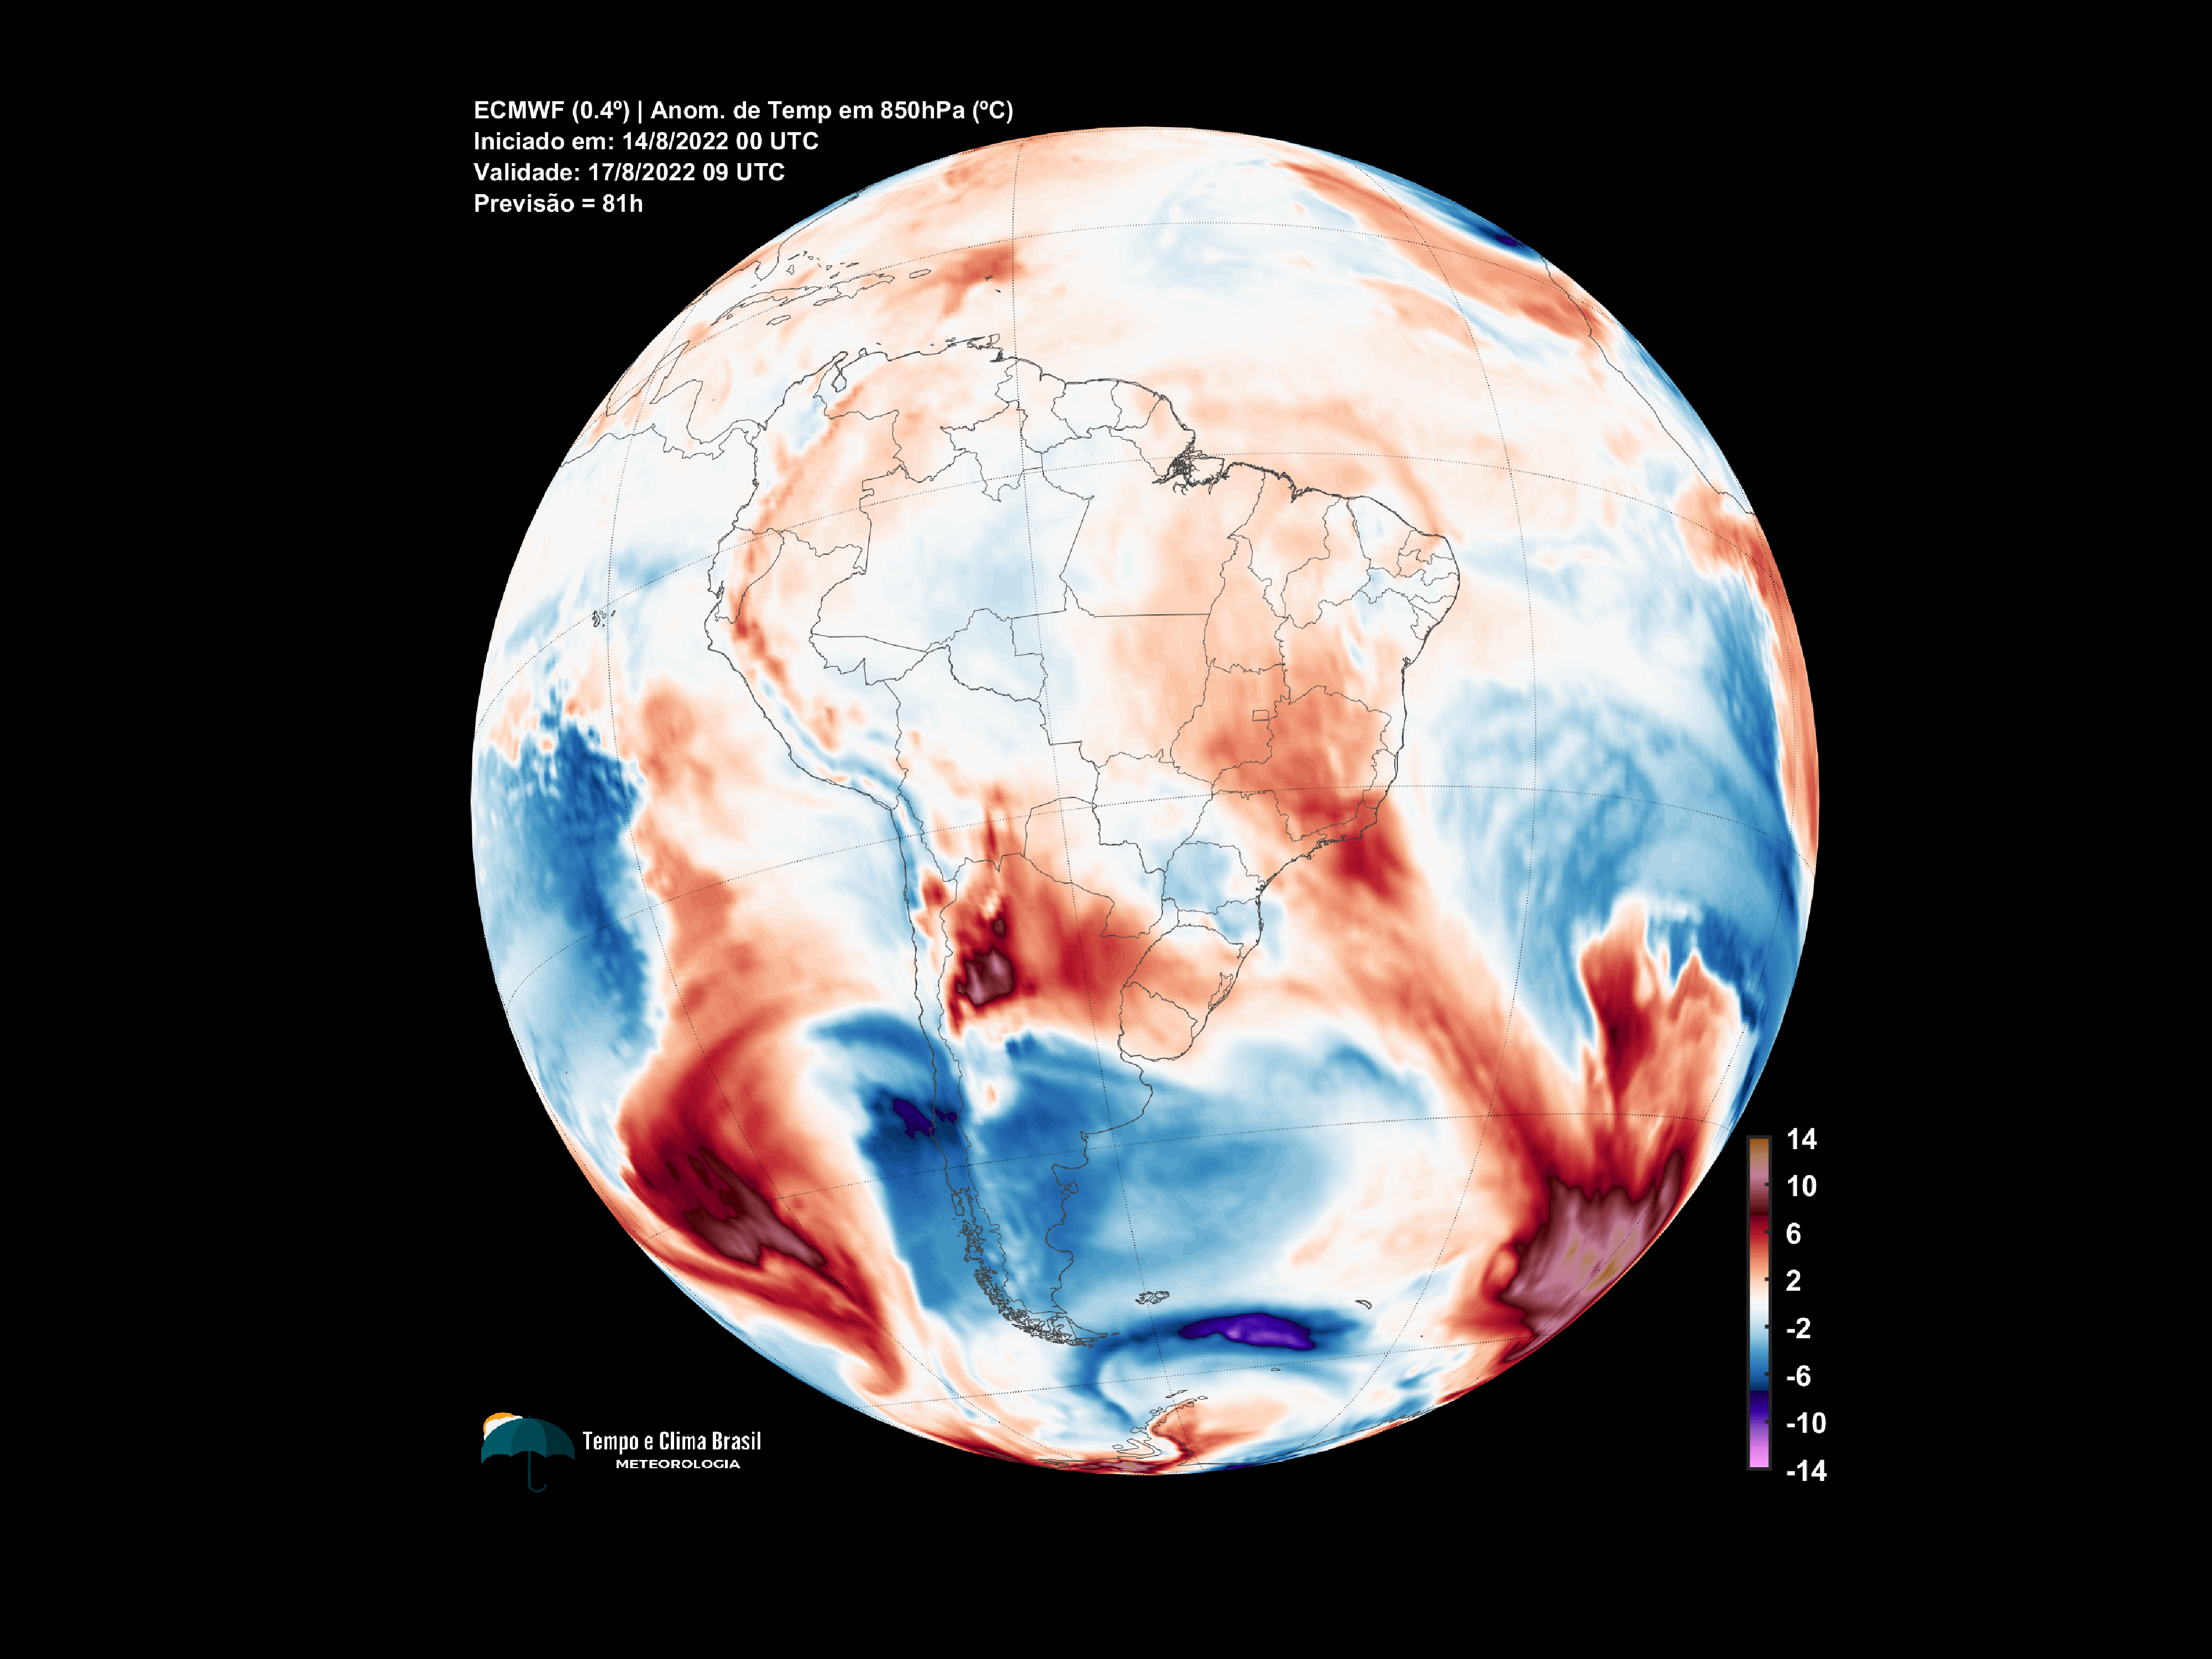 ECMWF (0.4º) | Anom. de Temp em 850hPa (ºC)
Iniciado em: 14/8/2022 00 UTC
Validade: 17/8/2022 09 UTC
Previsão = 81h
14
10
6
2
-2
-6
-10
-14
Tempo e Clima Brasil
METEOROLOGIA